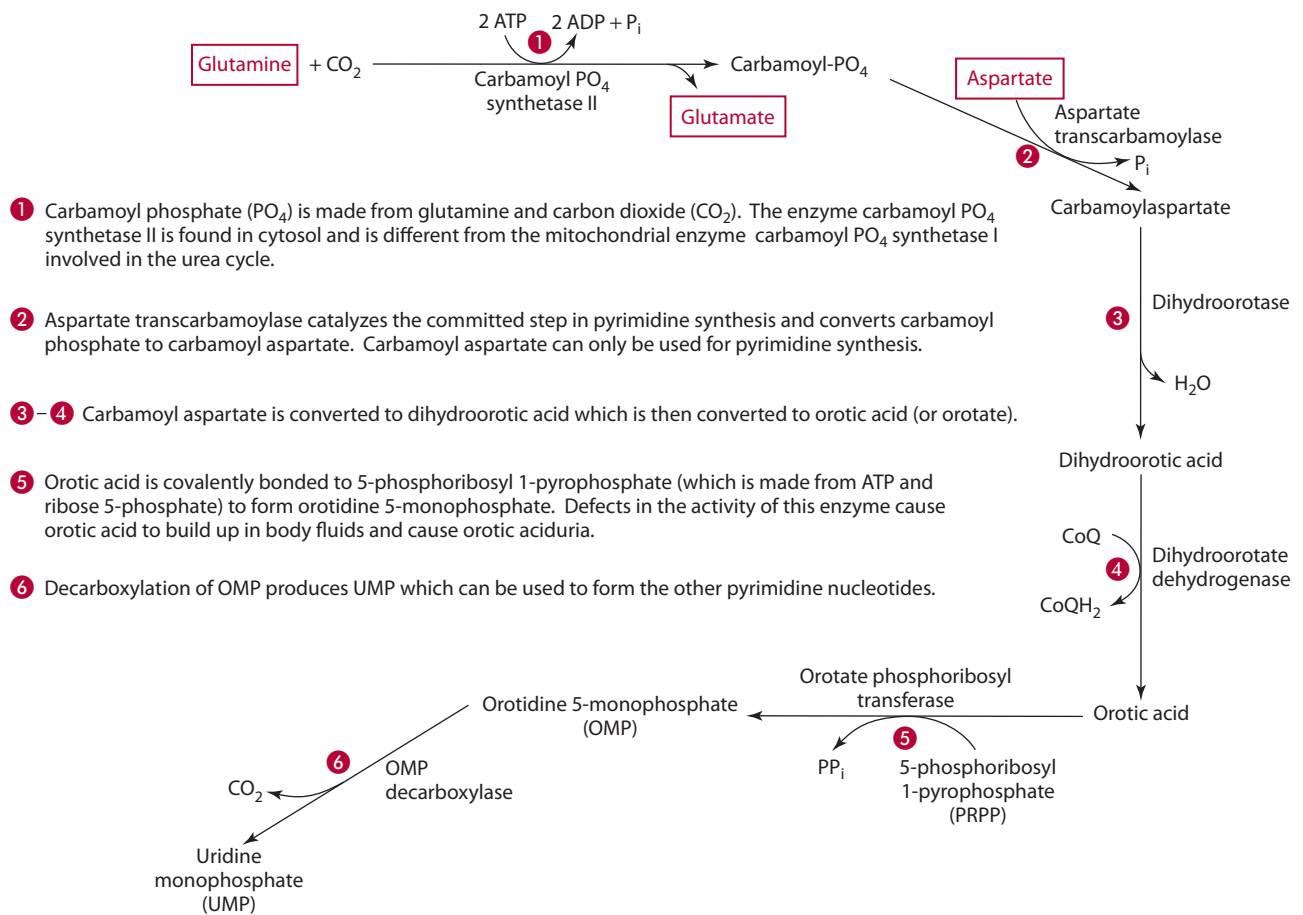 2 ATP 2 ADP + Pi
1
Glutamine + CO2
Carbamoyl-PO4
Carbamoyl PO4
synthetase II
Glutamate
Aspartate
Aspartate
transcarbamoylase
2
Pi
Carbamoylaspartate
1 Carbamoyl phosphate (PO4) is made from glutamine and carbon dioxide (CO2). The enzyme carbamoyl PO4
synthetase II is found in cytosol and is different from the mitochondrial enzyme carbamoyl PO4 synthetase I
involved in the urea cycle.
2 Aspartate transcarbamoylase catalyzes the committed step in pyrimidine synthesis and converts carbamoyl
phosphate to carbamoyl aspartate. Carbamoyl aspartate can only be used for pyrimidine synthesis.
3 – 4 Carbamoyl aspartate is converted to dihydroorotic acid which is then converted to orotic acid (or orotate).
5 Orotic acid is covalently bonded to 5-phosphoribosyl 1-pyrophosphate (which is made from ATP and
ribose 5-phosphate) to form orotidine 5-monophosphate. Defects in the activity of this enzyme cause
orotic acid to build up in body fluids and cause orotic aciduria.
6 Decarboxylation of OMP produces UMP which can be used to form the other pyrimidine nucleotides.
Dihydroorotase
3
H2O
Dihydroorotic acid
CoQ
4
Dihydroorotate
dehydrogenase
CoQH2
Orotic acid
Orotate phosphoribosyl
transferase
5
PPi
5-phosphoribosyl
1-pyrophosphate
(PRPP)
Orotidine 5-monophosphate
(OMP)
6
OMP
decarboxylase
CO2
Uridine
monophosphate
(UMP)